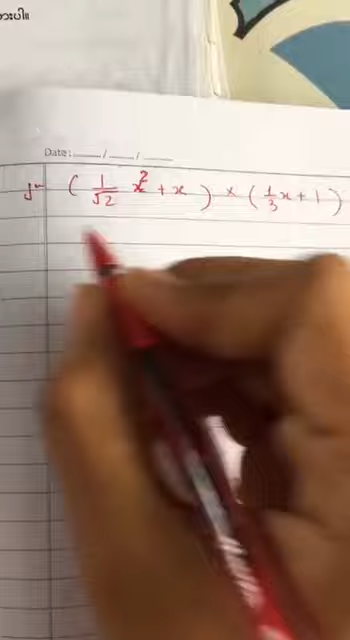 Date: ___/___/___
( 1/√2 x² + x ) × ( 1/3 x + 1 )